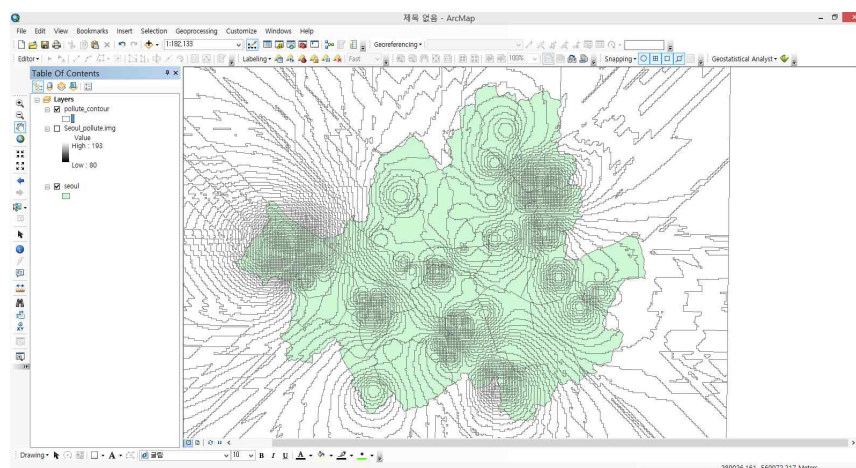 제목 없음 - ArcMap
File Edit View Bookmarks Insert Selection Geoprocessing Customize Windows Help
1:182,133 Georeferencing
Editor Labeling Fast 100% Snapping Geostatistical Analyst
Table Of Contents
Layers
pollute_contour
Seoul_pollute.img
Value
High : 193
Low : 80
seoul
Drawing A 굴림 10 B I U A